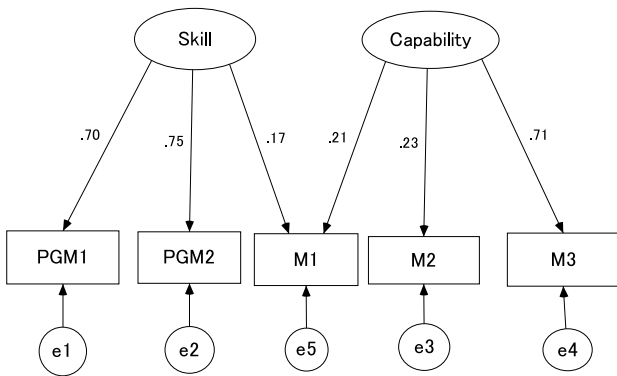 Skill
Capability
.70
.75
.17
.21
.23
.71
PGM1
PGM2
M1
M2
M3
e1
e2
e5
e3
e4